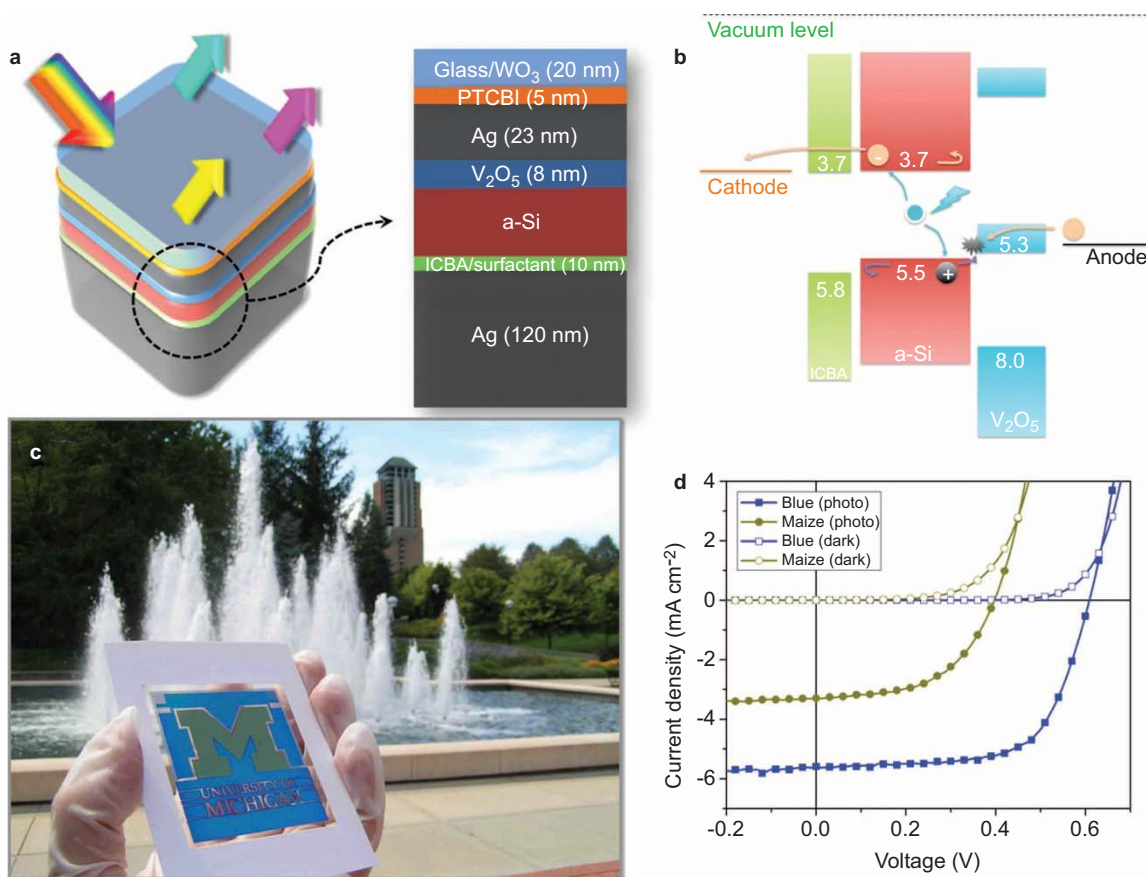 a
Glass/WO₃ (20 nm)
PTCBI (5 nm)
Ag (23 nm)
V₂O₅ (8 nm)
a-Si
ICBA/surfactant (10 nm)
Ag (120 nm)
Vacuum level
b
3.7
3.7
-
Cathode
5.3
Anode
5.5
+
5.8
a-Si
ICBA
8.0
V₂O₅
c
M
UNIVERSITY OF
MICHIGAN
d
Blue (photo)
Maize (photo)
Blue (dark)
Maize (dark)
4
2
0
-2
-4
-6
Current density (mA cm⁻²)
-0.2
0.0
0.2
0.4
0.6
Voltage (V)